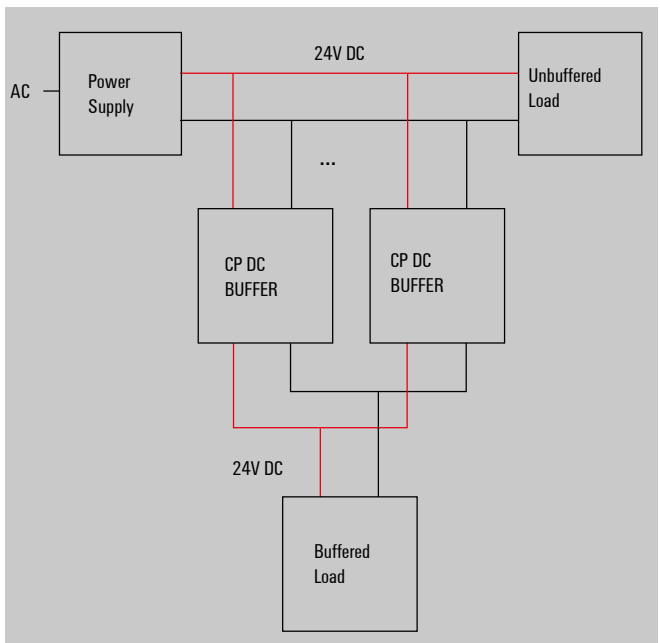 24V DC
AC
Power
Supply
Unbuffered
Load
...
CP DC
BUFFER
CP DC
BUFFER
24V DC
Buffered
Load